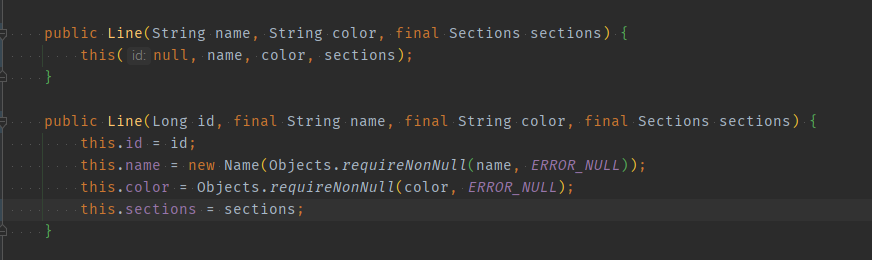 public Line(String name, String color, final Sections sections) {
this( id: null, name, color, sections);
}
public Line(Long id, final String name, final String color, final Sections sections) {
this.id = id;
this.name = new Name(Objects.requireNonNull(name, ERROR_NULL));
this.color = Objects.requireNonNull(color, ERROR_NULL);
this.sections = sections;
}